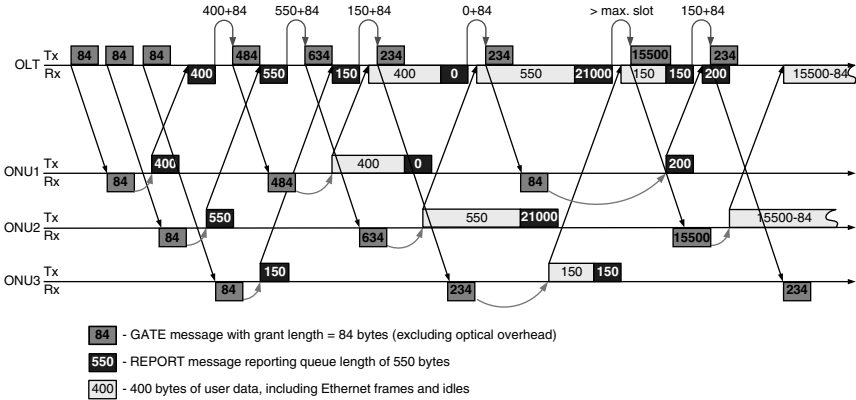 400+84 550+84 150+84 0+84 > max. slot 150+84
OLT Tx 84 84 84 484 634 234 234 15500 234
Rx 400 550 150 400 0 550 21000 150 150 200 15500-84
ONU1 Tx 400 400 0 200
Rx 84 484 84
ONU2 Tx 550 550 21000 15500-84
Rx 84 634 15500
ONU3 Tx 150 150 150
Rx 84 234 234
84 - GATE message with grant length = 84 bytes (excluding optical overhead)
550 - REPORT message reporting queue length of 550 bytes
400 - 400 bytes of user data, including Ethernet frames and idles